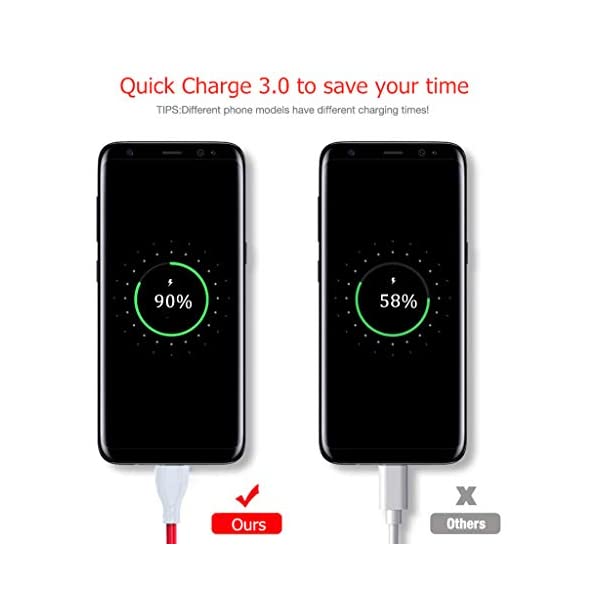 Quick Charge 3.0 to save your time
TIPS:Different phone models have different charging times!
90%
58%
Ours
Others